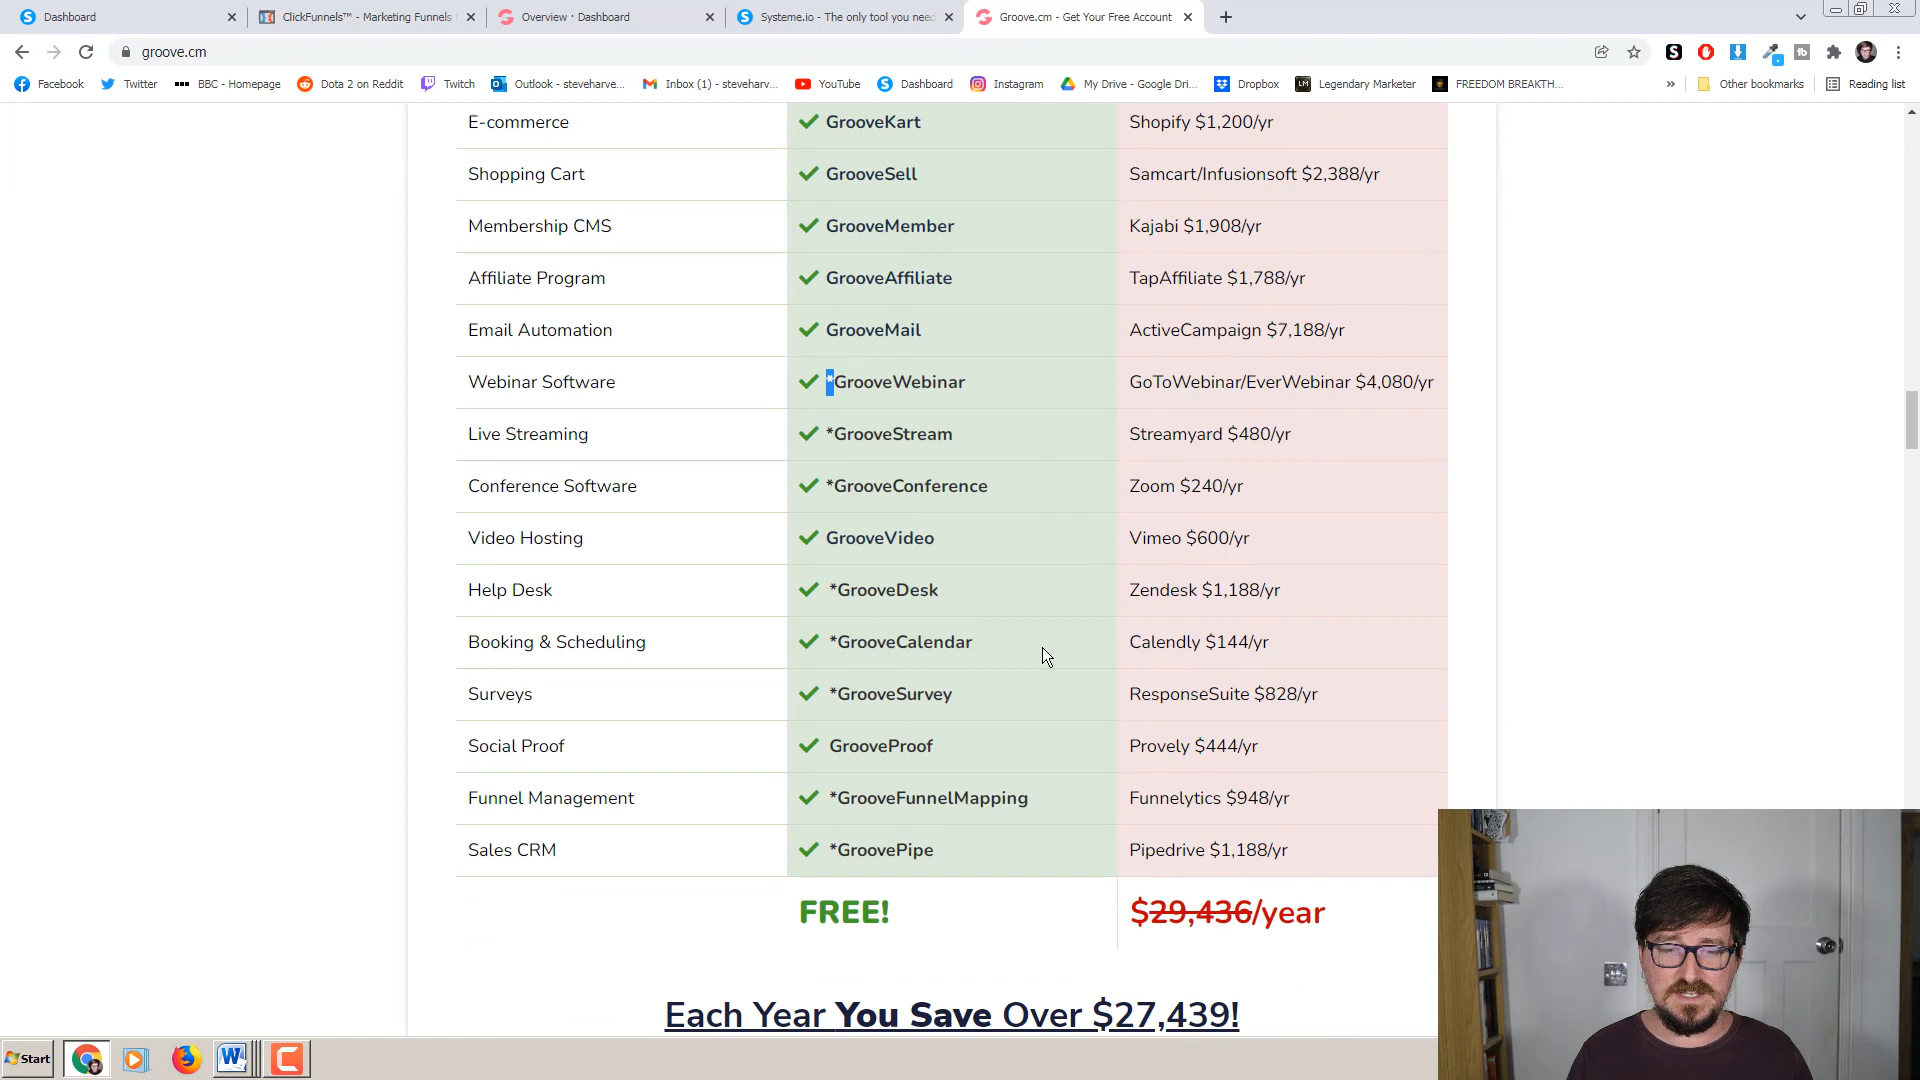 Dashboard
ClickFunnels™ - Marketing Funnels
Overview · Dashboard
Systeme.io - The only tool you need
Groove.cm - Get Your Free Account
groove.cm
Facebook
Twitter
BBC - Homepage
Dota 2 on Reddit
Twitch
Outlook - steveharve...
Inbox (1) - steveharv...
YouTube
Dashboard
Instagram
My Drive - Google Dri...
Dropbox
Legendary Marketer
FREEDOM BREAKTH...
»
Other bookmarks
Reading list
E-commerce GrooveKart Shopify $1,200/yr
Shopping Cart GrooveSell Samcart/Infusionsoft $2,388/yr
Membership CMS GrooveMember Kajabi $1,908/yr
Affiliate Program GrooveAffiliate TapAffiliate $1,788/yr
Email Automation GrooveMail ActiveCampaign $7,188/yr
Webinar Software *GrooveWebinar GoToWebinar/EverWebinar $4,080/yr
Live Streaming *GrooveStream Streamyard $480/yr
Conference Software *GrooveConference Zoom $240/yr
Video Hosting GrooveVideo Vimeo $600/yr
Help Desk *GrooveDesk Zendesk $1,188/yr
Booking & Scheduling *GrooveCalendar Calendly $144/yr
Surveys *GrooveSurvey ResponseSuite $828/yr
Social Proof GrooveProof Provely $444/yr
Funnel Management *GrooveFunnelMapping Funnelytics $948/yr
Sales CRM *GroovePipe Pipedrive $1,188/yr
FREE! $29,436/year
Each Year You Save Over $27,439!
Start